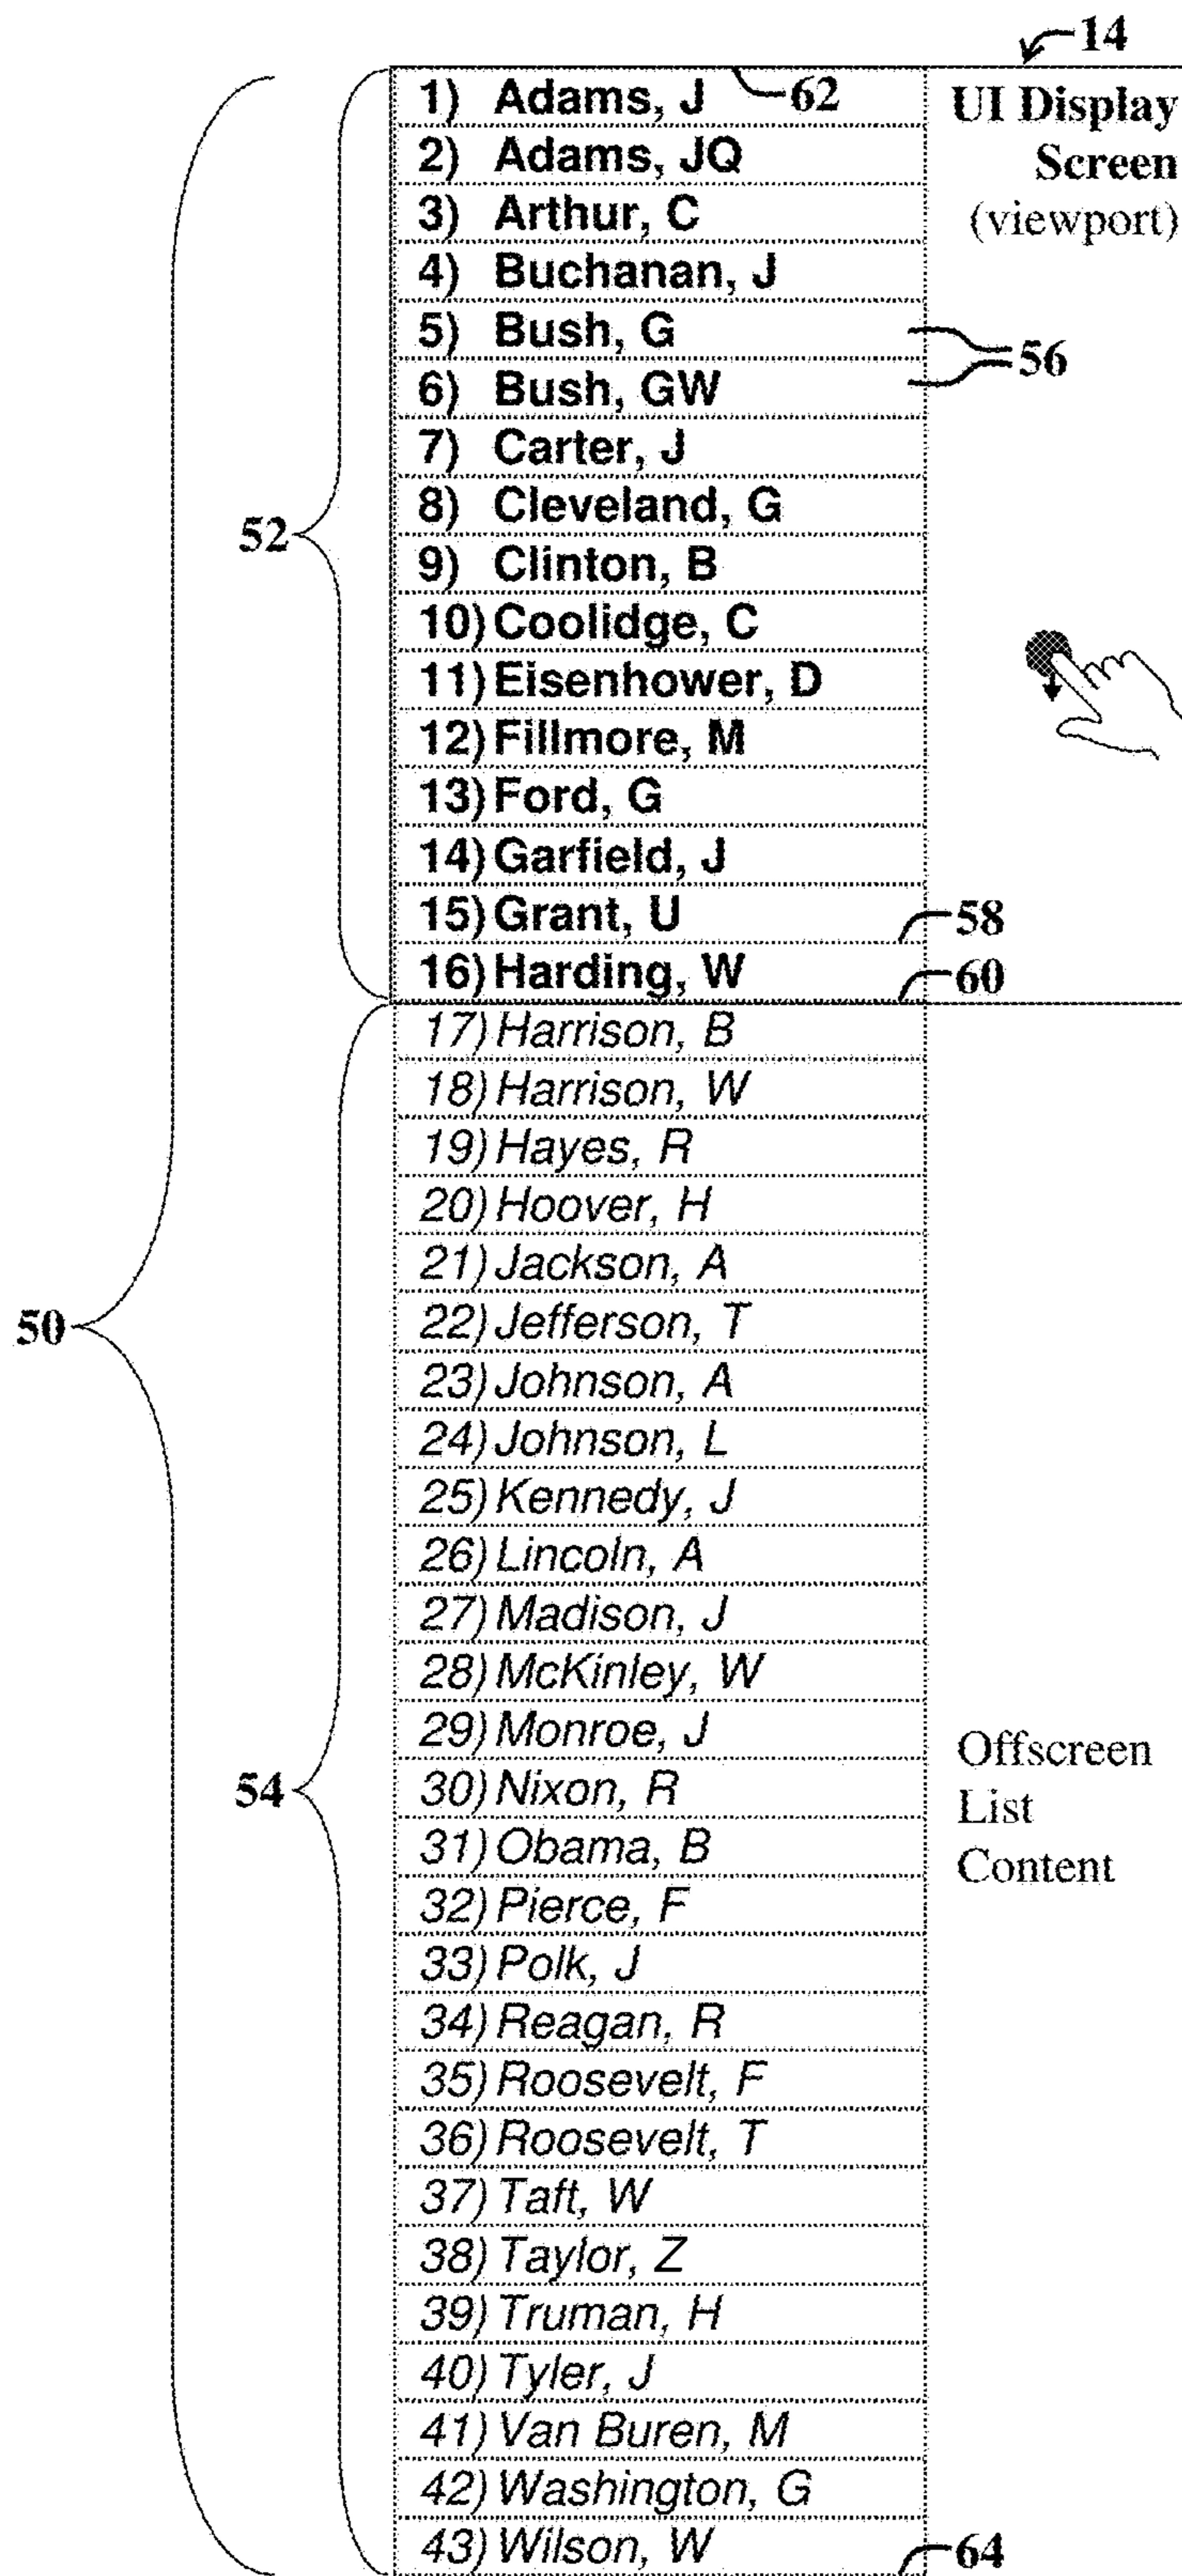 14
1) Adams, J 62 UI Display
2) Adams, JQ Screen
3) Arthur, C (viewport)
4) Buchanan, J
5) Bush, G
56
6) Bush, GW
7) Carter, J
8) Cleveland, G
52
9) Clinton, B
10) Coolidge, C
11) Eisenhower, D
12) Fillmore, M
13) Ford, G
14) Garfield, J
15) Grant, U 58
16) Harding, W 60
17) Harrison, B
18) Harrison, W
19) Hayes, R
20) Hoover, H
21) Jackson, A
50 22) Jefferson, T
23) Johnson, A
24) Johnson, L
25) Kennedy, J
26) Lincoln, A
27) Madison, J
28) McKinley, W
29) Monroe, J Offscreen
54 30) Nixon, R List
31) Obama, B Content
32) Pierce, F
33) Polk, J
34) Reagan, R
35) Roosevelt, F
36) Roosevelt, T
37) Taft, W
38) Taylor, Z
39) Truman, H
40) Tyler, J
41) Van Buren, M
42) Washington, G
43) Wilson, W 64